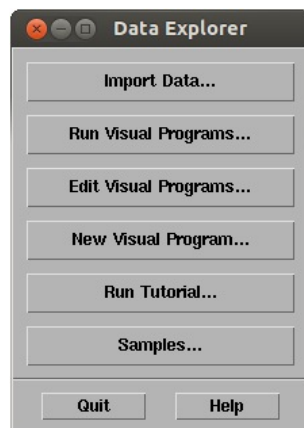 Data Explorer
Import Data...
Run Visual Programs...
Edit Visual Programs...
New Visual Program...
Run Tutorial...
Samples...
Quit Help